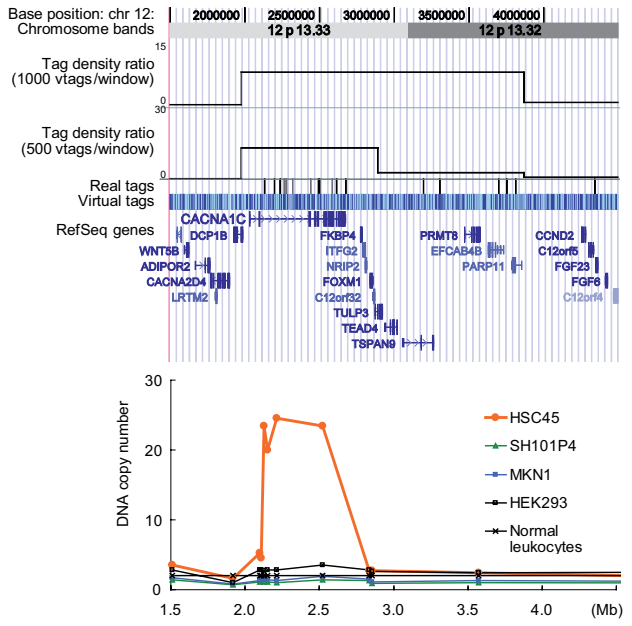 Base position: chr 12: 2000000 2500000 3000000 3500000 4000000
Chromosome bands 12 p 13.33 12 p 13.32
15
Tag density ratio
(1000 vtags/window)
0
30
Tag density ratio
(500 vtags/window)
0
Real tags
Virtual tags
RefSeq genes CACNA1C
DCP1B FKBP4 PRMT8 CCND2
WNT5B ITFG2 EFCAB4B C12orf5
ADIPOR2 NRIP2 PARP11 FGF23
CACNA2D4 FOXM1 FGF6
LRTM2 C12orf32 C12orf4
TULP3
TEAD4
TSPAN9
DNA copy number
30
20
10
0
HSC45
SH101P4
MKN1
HEK293
Normal
leukocytes
1.5 2.0 2.5 3.0 3.5 4.0 (Mb)